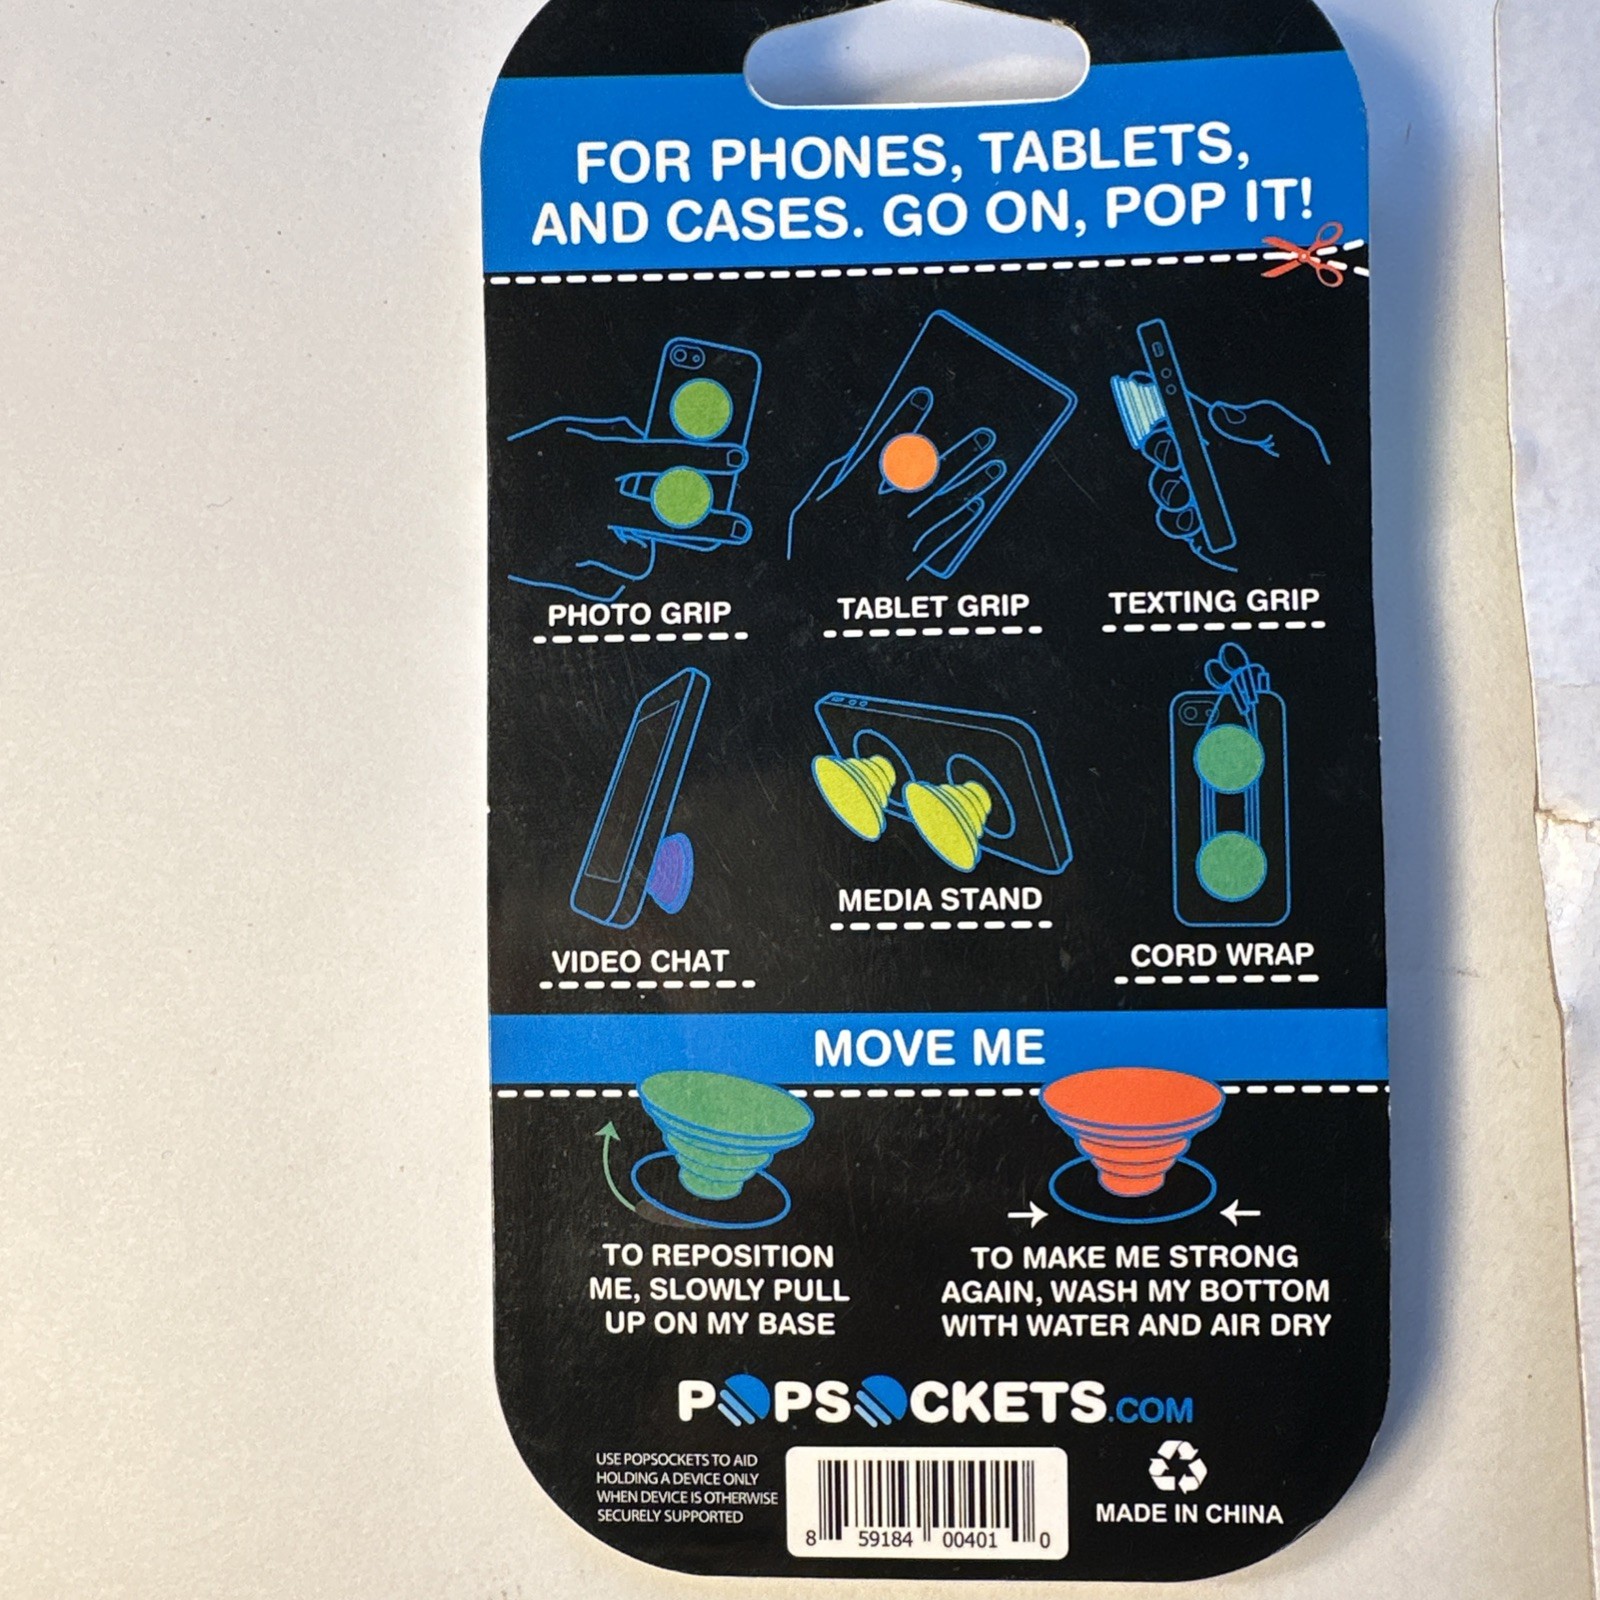 FOR PHONES, TABLETS,
AND CASES. GO ON, POP IT!
PHOTO GRIP
TABLET GRIP
TEXTING GRIP
VIDEO CHAT
MEDIA STAND
CORD WRAP
MOVE ME
TO REPOSITION
ME, SLOWLY PULL
UP ON MY BASE
TO MAKE ME STRONG
AGAIN, WASH MY BOTTOM
WITH WATER AND AIR DRY
POPSOCKETS.COM
USE POPSOCKETS TO AID
HOLDING A DEVICE ONLY
WHEN DEVICE IS OTHERWISE
SECURELY SUPPORTED
8 59184 00401 0
MADE IN CHINA